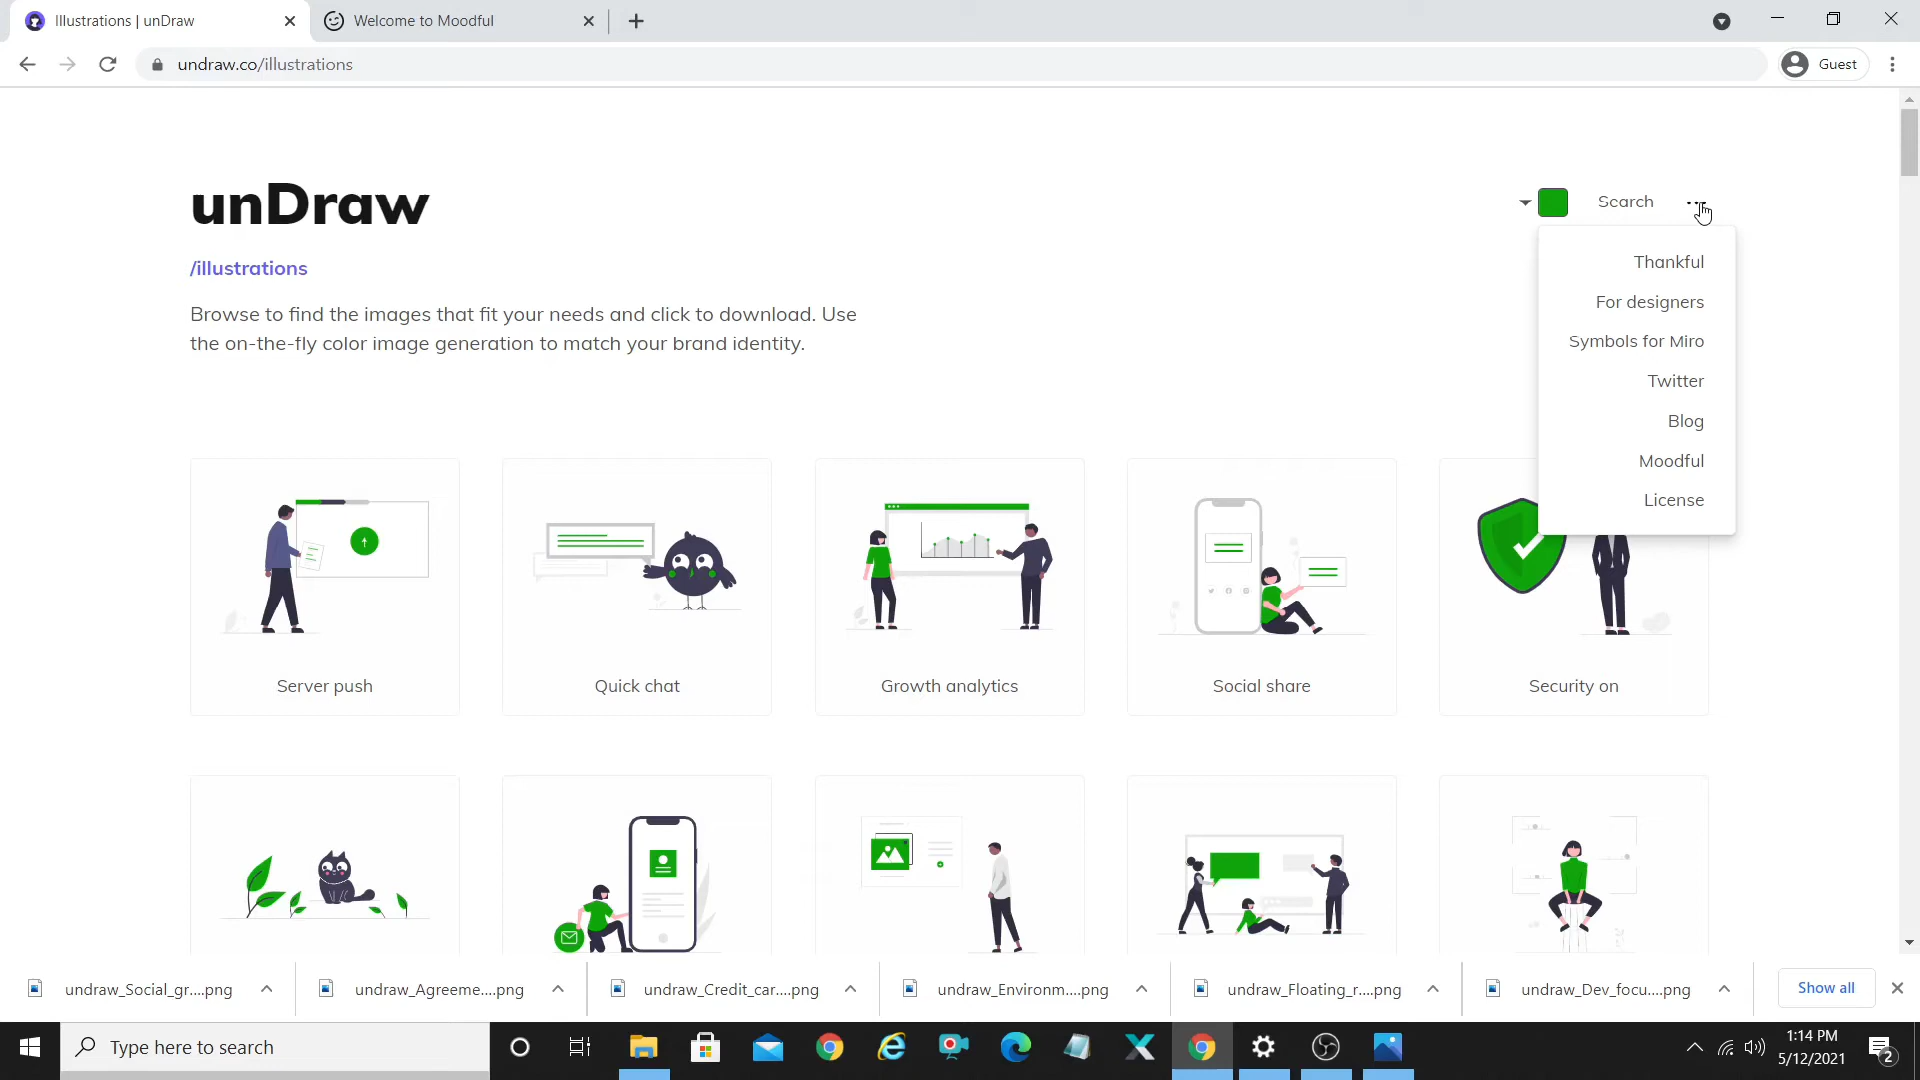 Illustrations | unDraw
Welcome to Moodful
undraw.co/illustrations
Guest
unDraw
Search
/illustrations
Browse to find the images that fit your needs and click to download. Use
the on-the-fly color image generation to match your brand identity.
Thankful
For designers
Symbols for Miro
Twitter
Blog
Moodful
License
Server push
Quick chat
Growth analytics
Social share
Security on
undraw_Social_gr....png
undraw_Agreeme....png
undraw_Credit_car....png
undraw_Environm....png
undraw_Floating_r....png
undraw_Dev_focu....png
Show all
Type here to search
1:14 PM
5/12/2021
2